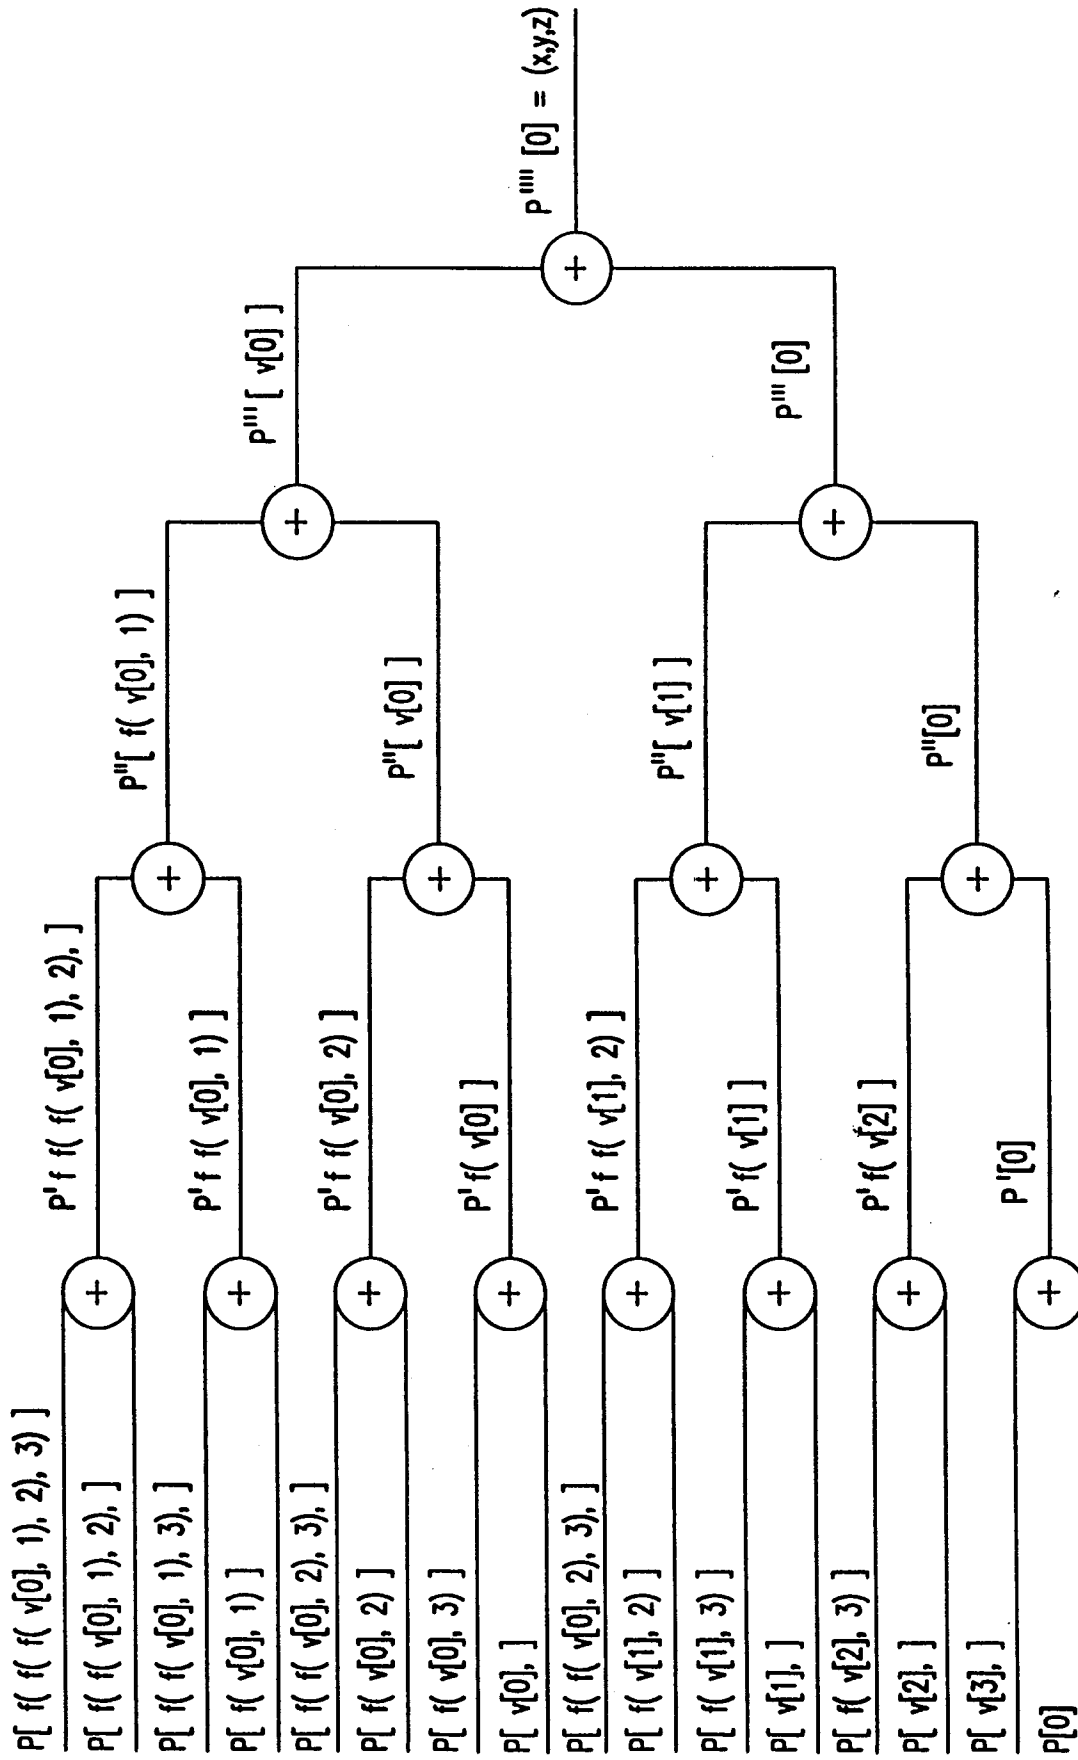 P[ f( f( f( v[0], 1), 2), 3) ]
P[ f( f( v[0], 1), 2), ]
P[ f( f( v[0], 1), 3), ]
P[ f( v[0], 1) ]
P[ f( f( v[0], 2), 3), ]
P[ f( v[0], 2) ]
P[ f( v[0], 3) ]
P[ v[0], ]
P[ f( f( v[0], 2), 3), ]
P[ f( v[1], 2) ]
P[ f( v[1], 3) ]
P[ v[1], ]
P[ f( v[2], 3) ]
P[ v[2], ]
P[ v[3], ]
P[0]
+
+
+
+
+
+
+
+
P'f f( f( v[0], 1), 2), ]
P'f f( v[0], 1) ]
P'f f( v[0], 2) ]
P'f( v[0] ]
P'f f( v[1], 2) ]
P'f( v[1] ]
P'f( v[2] ]
P'[0]
+
+
+
+
P''[ f( v[0], 1) ]
P''[ v[0] ]
P''[ v[1] ]
P''[0]
+
+
P'''[ v[0] ]
P'''[0]
+
P'''' [0] = (x,y,z)